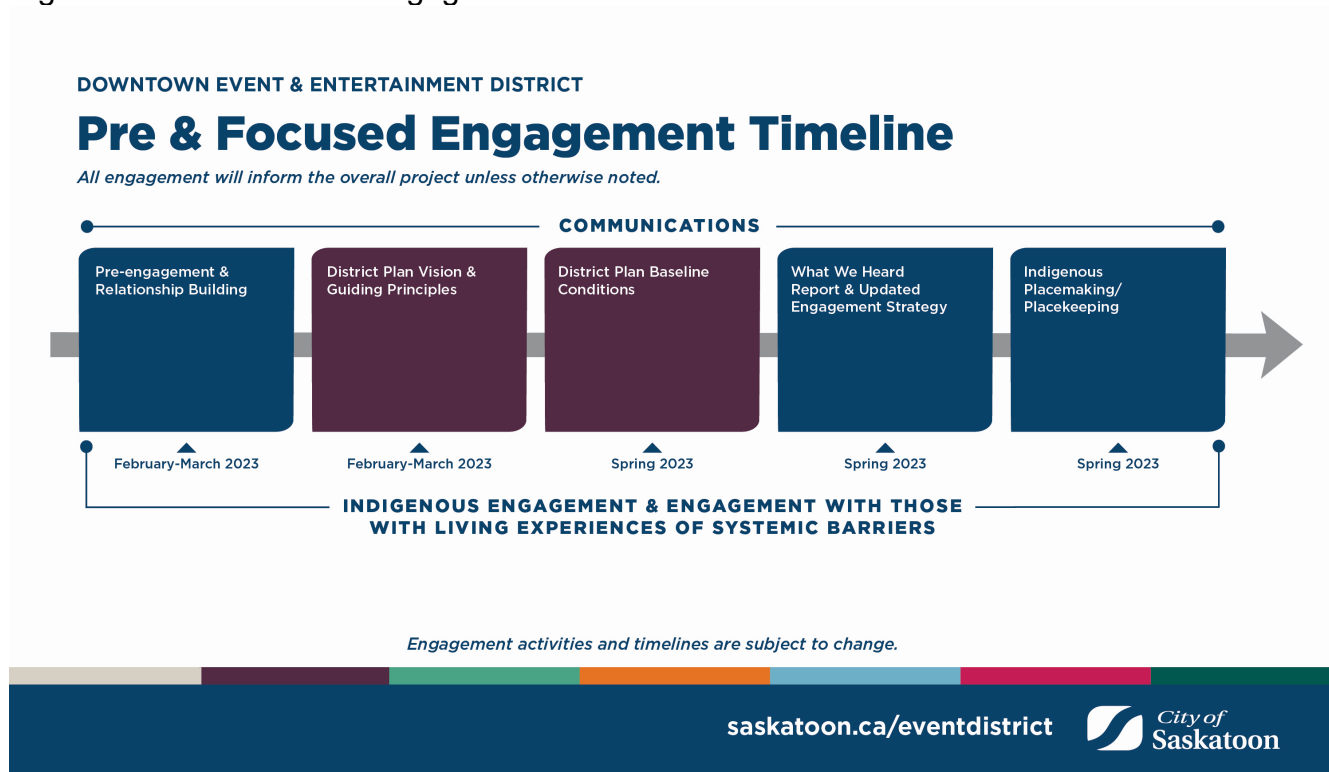 DOWNTOWN EVENT & ENTERTAINMENT DISTRICT
Pre & Focused Engagement Timeline
All engagement will inform the overall project unless otherwise noted.
COMMUNICATIONS
Pre-engagement &
Relationship Building
District Plan Vision &
Guiding Principles
District Plan Baseline
Conditions
What We Heard
Report & Updated
Engagement Strategy
Indigenous
Placemaking/
Placekeeping
February-March 2023
February-March 2023
Spring 2023
Spring 2023
Spring 2023
INDIGENOUS ENGAGEMENT & ENGAGEMENT WITH THOSE
WITH LIVING EXPERIENCES OF SYSTEMIC BARRIERS
Engagement activities and timelines are subject to change.
saskatoon.ca/eventdistrict
City of
Saskatoon